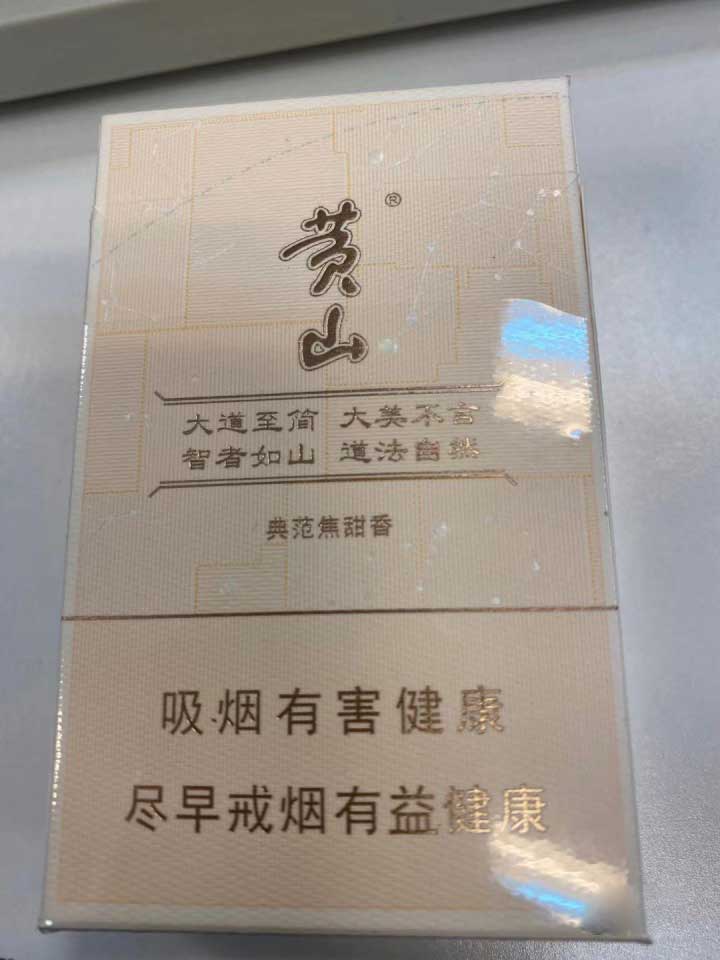 黄山®
大道至简 大美不言
智者如山 道法自然
典范焦甜香
吸烟有害健康
尽早戒烟有益健康